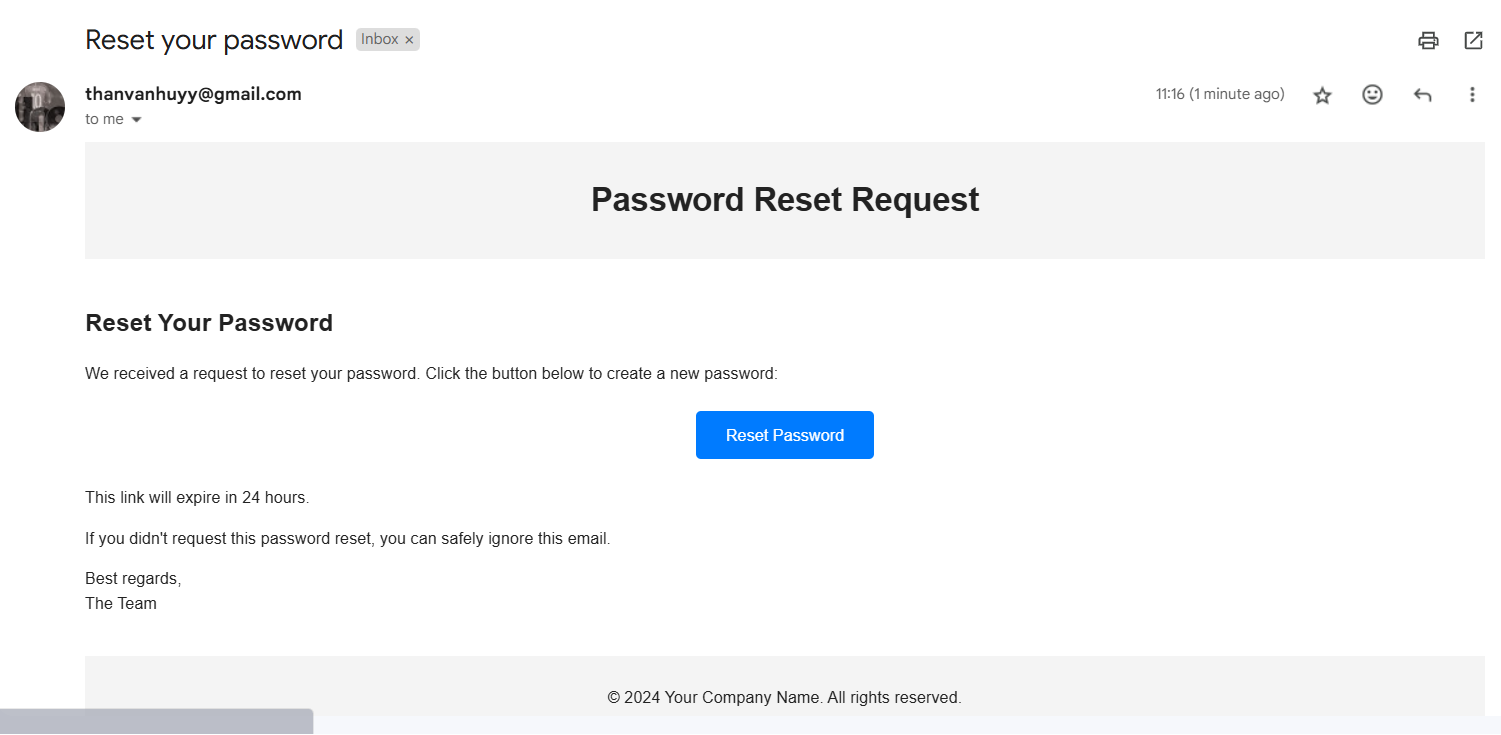 Reset your password Inbox ×
thanvanhuyy@gmail.com 11:16 (1 minute ago)
to me
Password Reset Request
Reset Your Password
We received a request to reset your password. Click the button below to create a new password:
Reset Password
This link will expire in 24 hours.
If you didn't request this password reset, you can safely ignore this email.
Best regards,
The Team
© 2024 Your Company Name. All rights reserved.